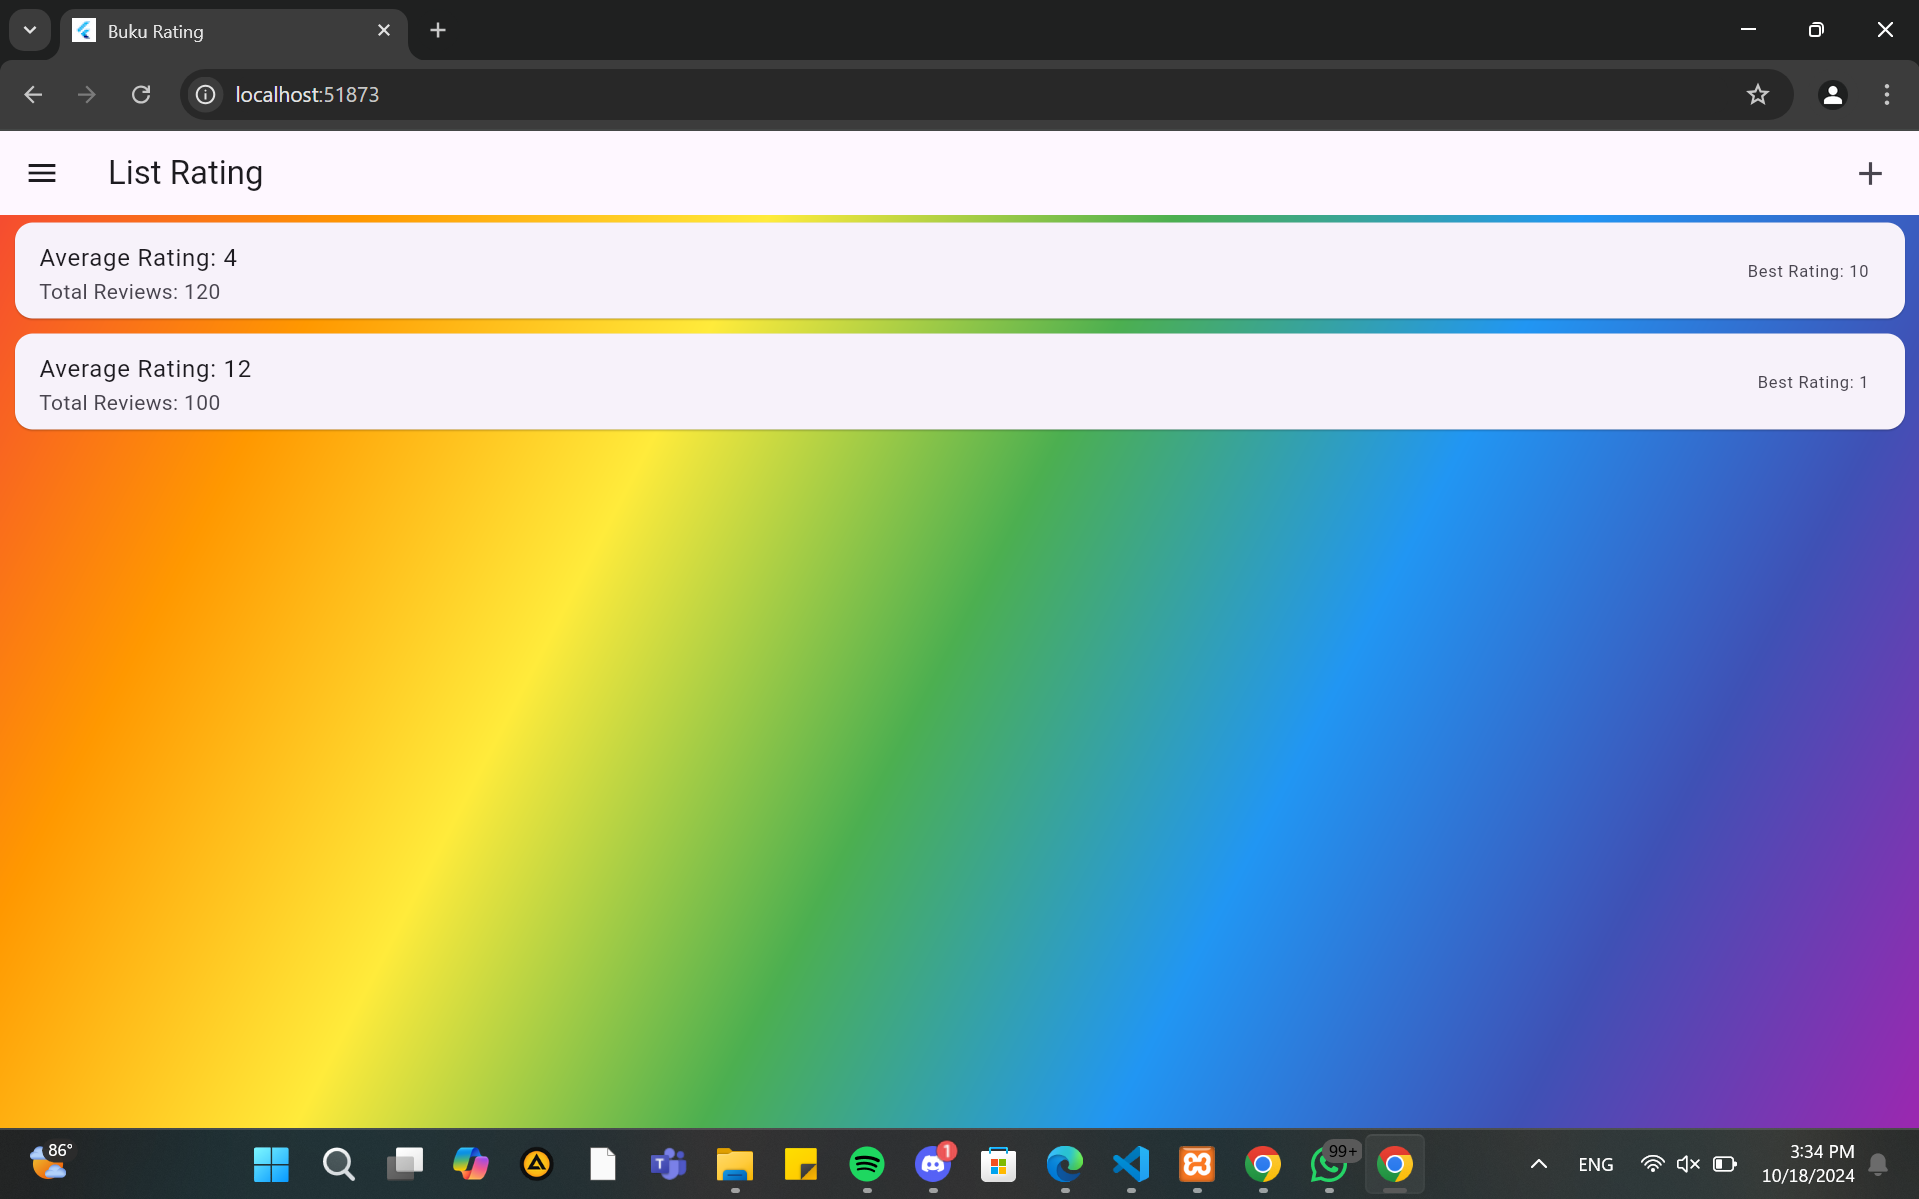 Buku Rating
localhost:51873
List Rating
Average Rating: 4
Total Reviews: 120
Best Rating: 10
Average Rating: 12
Total Reviews: 100
Best Rating: 1
86°
1
99+
ENG
3:34 PM
10/18/2024